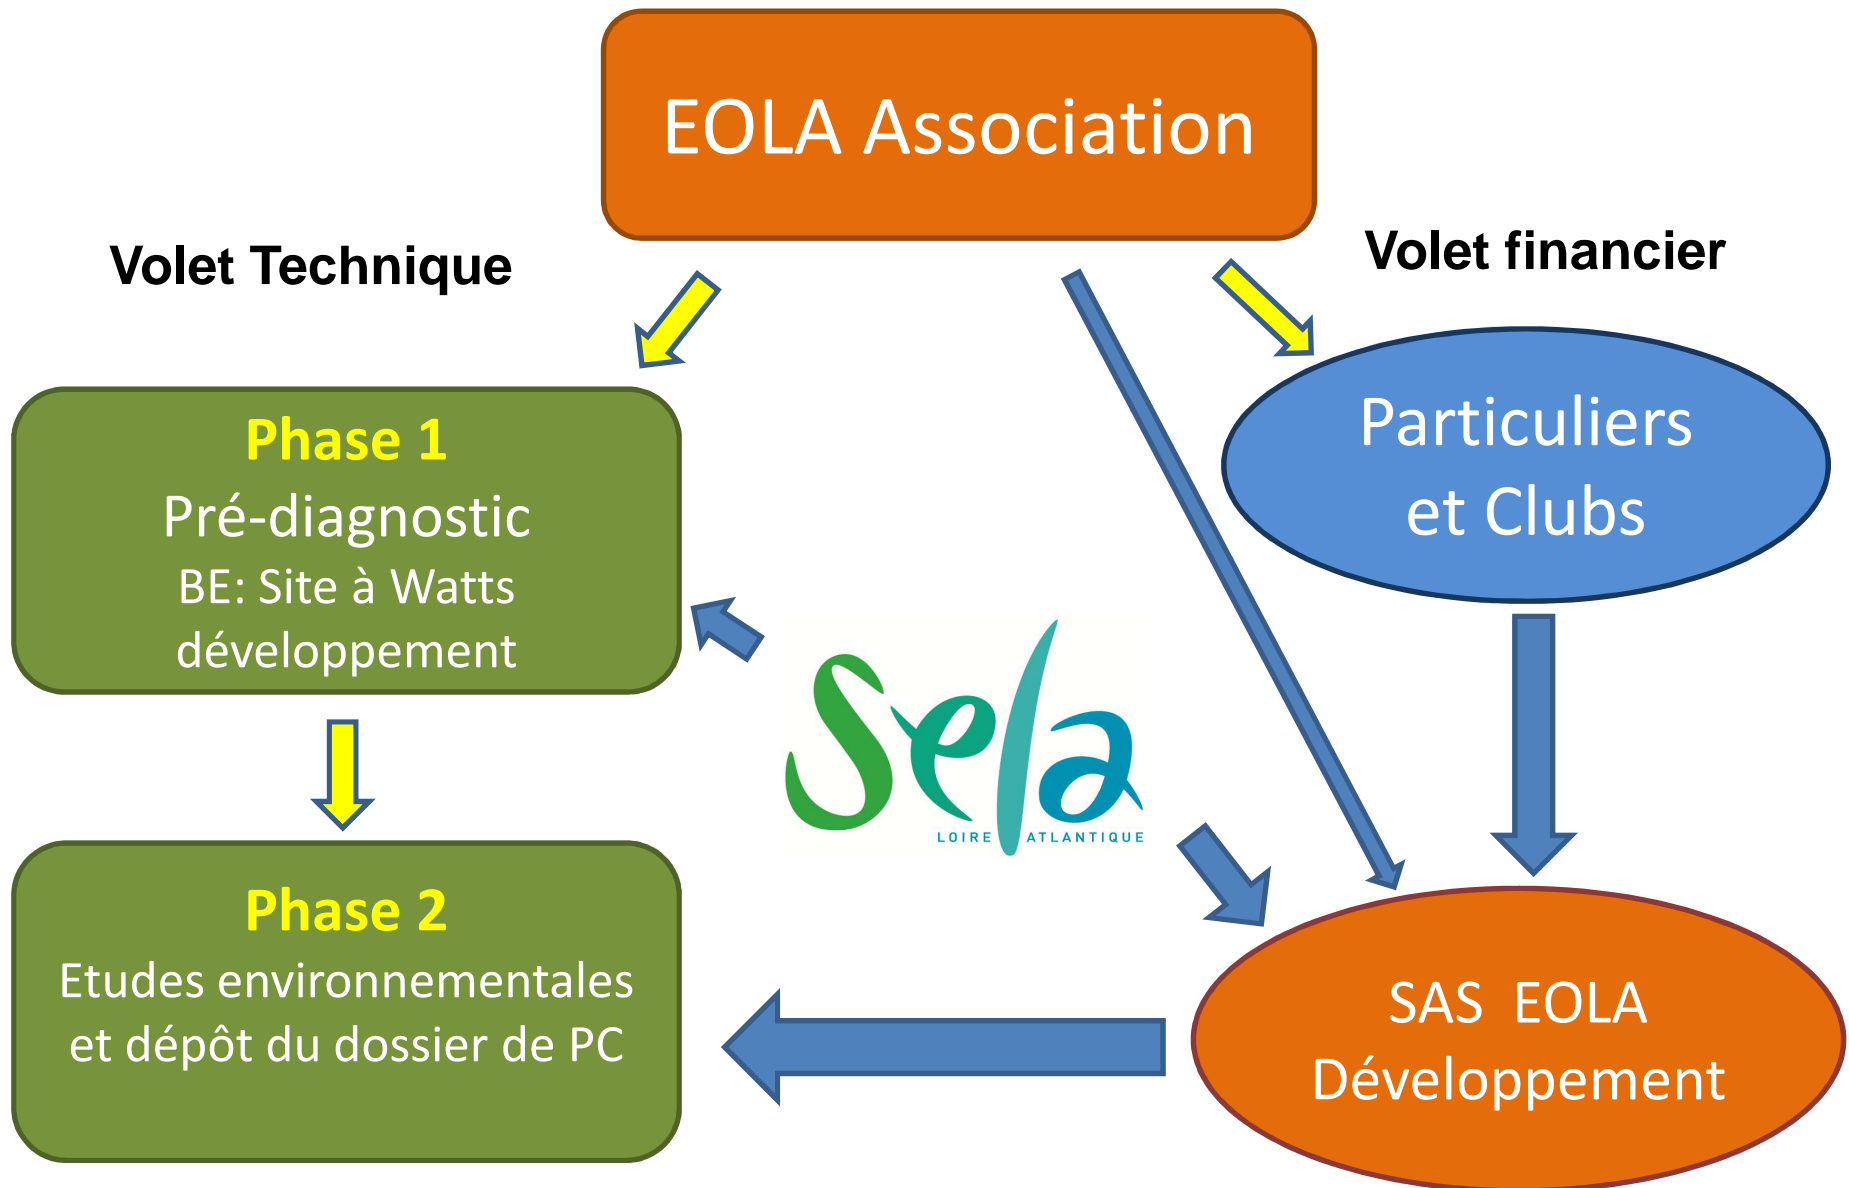 EOLA Association
Volet Technique
Volet financier
Phase 1
Pré-diagnostic
BE: Site à Watts
développement
Particuliers
et Clubs
Sela
LOIRE ATLANTIQUE
Phase 2
Etudes environnementales
et dépôt du dossier de PC
SAS EOLA
Développement